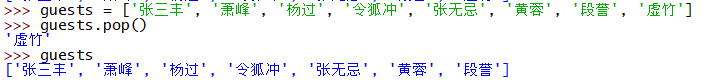 >>> guests = ['张三丰', '萧峰', '杨过', '令狐冲', '张无忌', '黄蓉', '段誉', '虚竹']
>>> guests.pop()
'虚竹'
>>> guests
['张三丰', '萧峰', '杨过', '令狐冲', '张无忌', '黄蓉', '段誉']